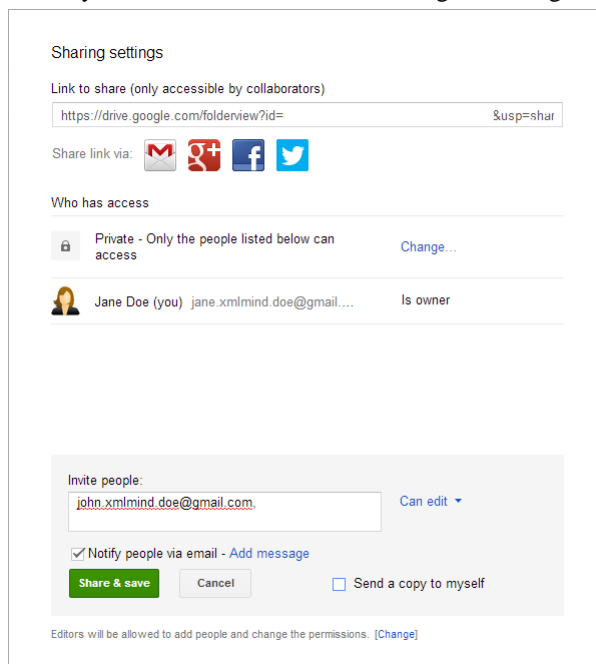 Sharing settings
Link to share (only accessible by collaborators)
https://drive.google.com/folderview?id= &usp=shar
Share link via: M g+ f
Who has access
Private - Only the people listed below can
access
Change...
Jane Doe (you) jane.xmlmind.doe@gmail.... Is owner
Invite people:
john.xmlmind.doe@gmail.com, Can edit
Notify people via email - Add message
Share & save Cancel Send a copy to myself
Editors will be allowed to add people and change the permissions. [Change]